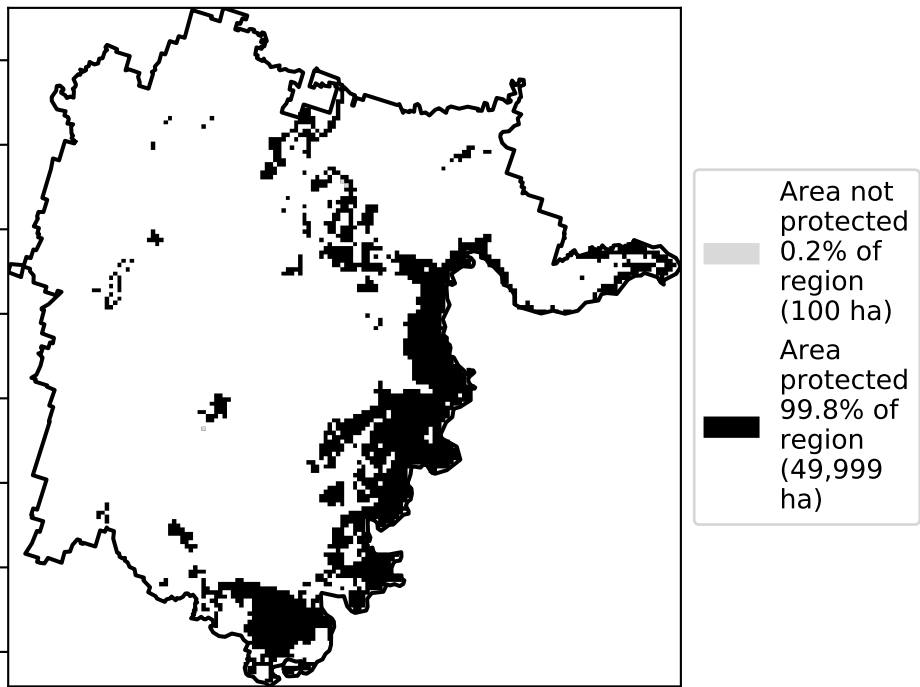 Area not
protected
0.2% of
region
(100 ha)
Area
protected
99.8% of
region
(49,999
ha)